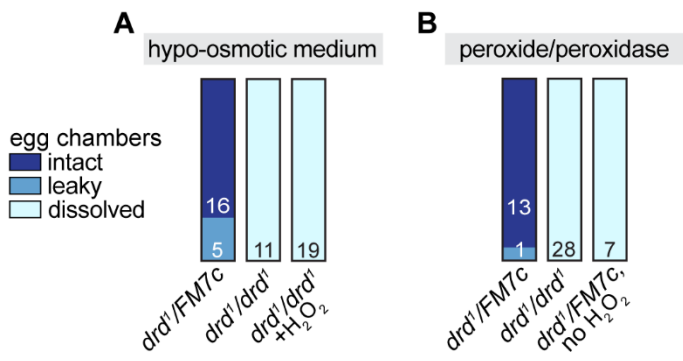 A
B
hypo-osmotic medium
peroxide/peroxidase
egg chambers
intact
leaky
dissolved
16
5
11
19
13
1
28
7
drd¹/FM7c
drd¹/drd¹
drd¹/drd¹
+H₂O₂
drd¹/FM7c
drd¹/drd¹
drd¹/FM7c,
no H₂O₂